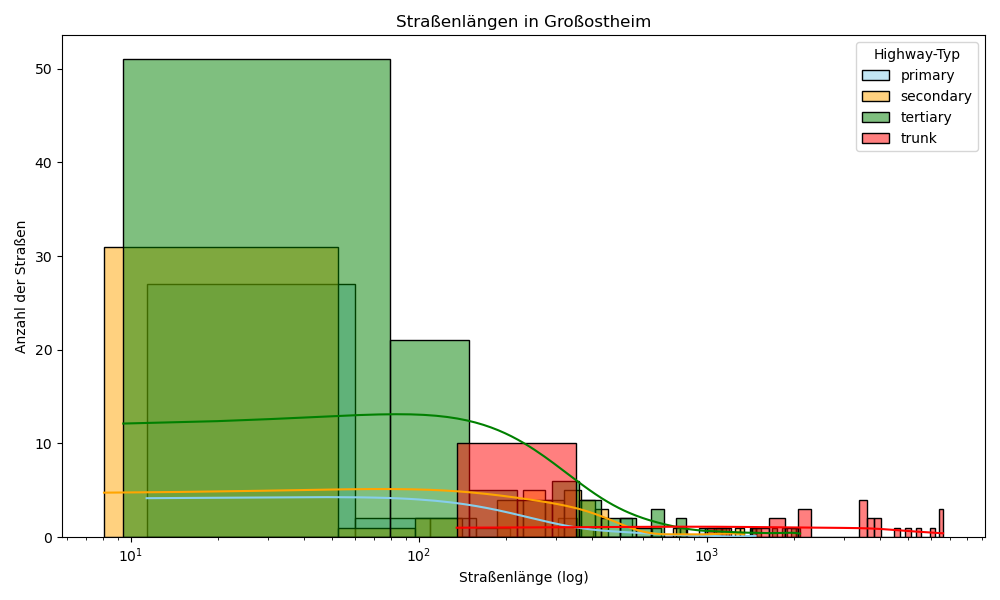 Straßenlängen in Großostheim
Anzahl der Straßen
50
40
30
20
10
0
10¹
10²
10³
Straßenlänge (log)
Highway-Typ
primary
secondary
tertiary
trunk